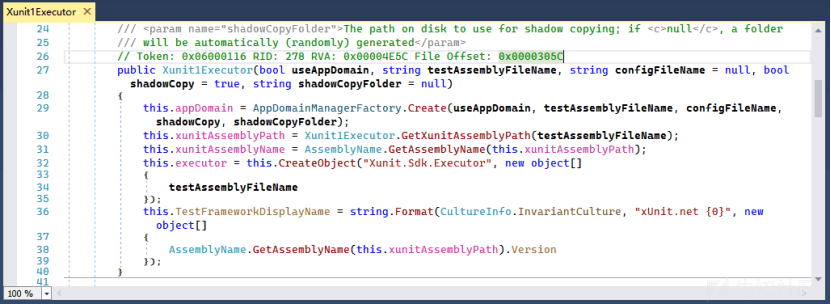 Xunit1Executor ×
24 /// <param name="shadowCopyFolder">The path on disk to use for shadow copying; if <c>null</c>, a folder
25 /// will be automatically (randomly) generated</param>
26 // Token: 0x06000116 RID: 278 RVA: 0x00004E5C File Offset: 0x0000305C
27 public Xunit1Executor(bool useAppDomain, string testAssemblyFileName, string configFileName = null, bool
shadowCopy = true, string shadowCopyFolder = null)
28 {
29 this.appDomain = AppDomainManagerFactory.Create(useAppDomain, testAssemblyFileName, configFileName,
shadowCopy, shadowCopyFolder);
30 this.xunitAssemblyPath = Xunit1Executor.GetXunitAssemblyPath(testAssemblyFileName);
31 this.xunitAssemblyName = AssemblyName.GetAssemblyName(this.xunitAssemblyPath);
32 this.executor = this.CreateObject("Xunit.Sdk.Executor", new object[]
33 {
34 testAssemblyFileName
35 });
36 this.TestFrameworkDisplayName = string.Format(CultureInfo.InvariantCulture, "xUnit.net {0}", new
object[]
37 {
38 AssemblyName.GetAssemblyName(this.xunitAssemblyPath).Version
39 });
40 }
41
100 %